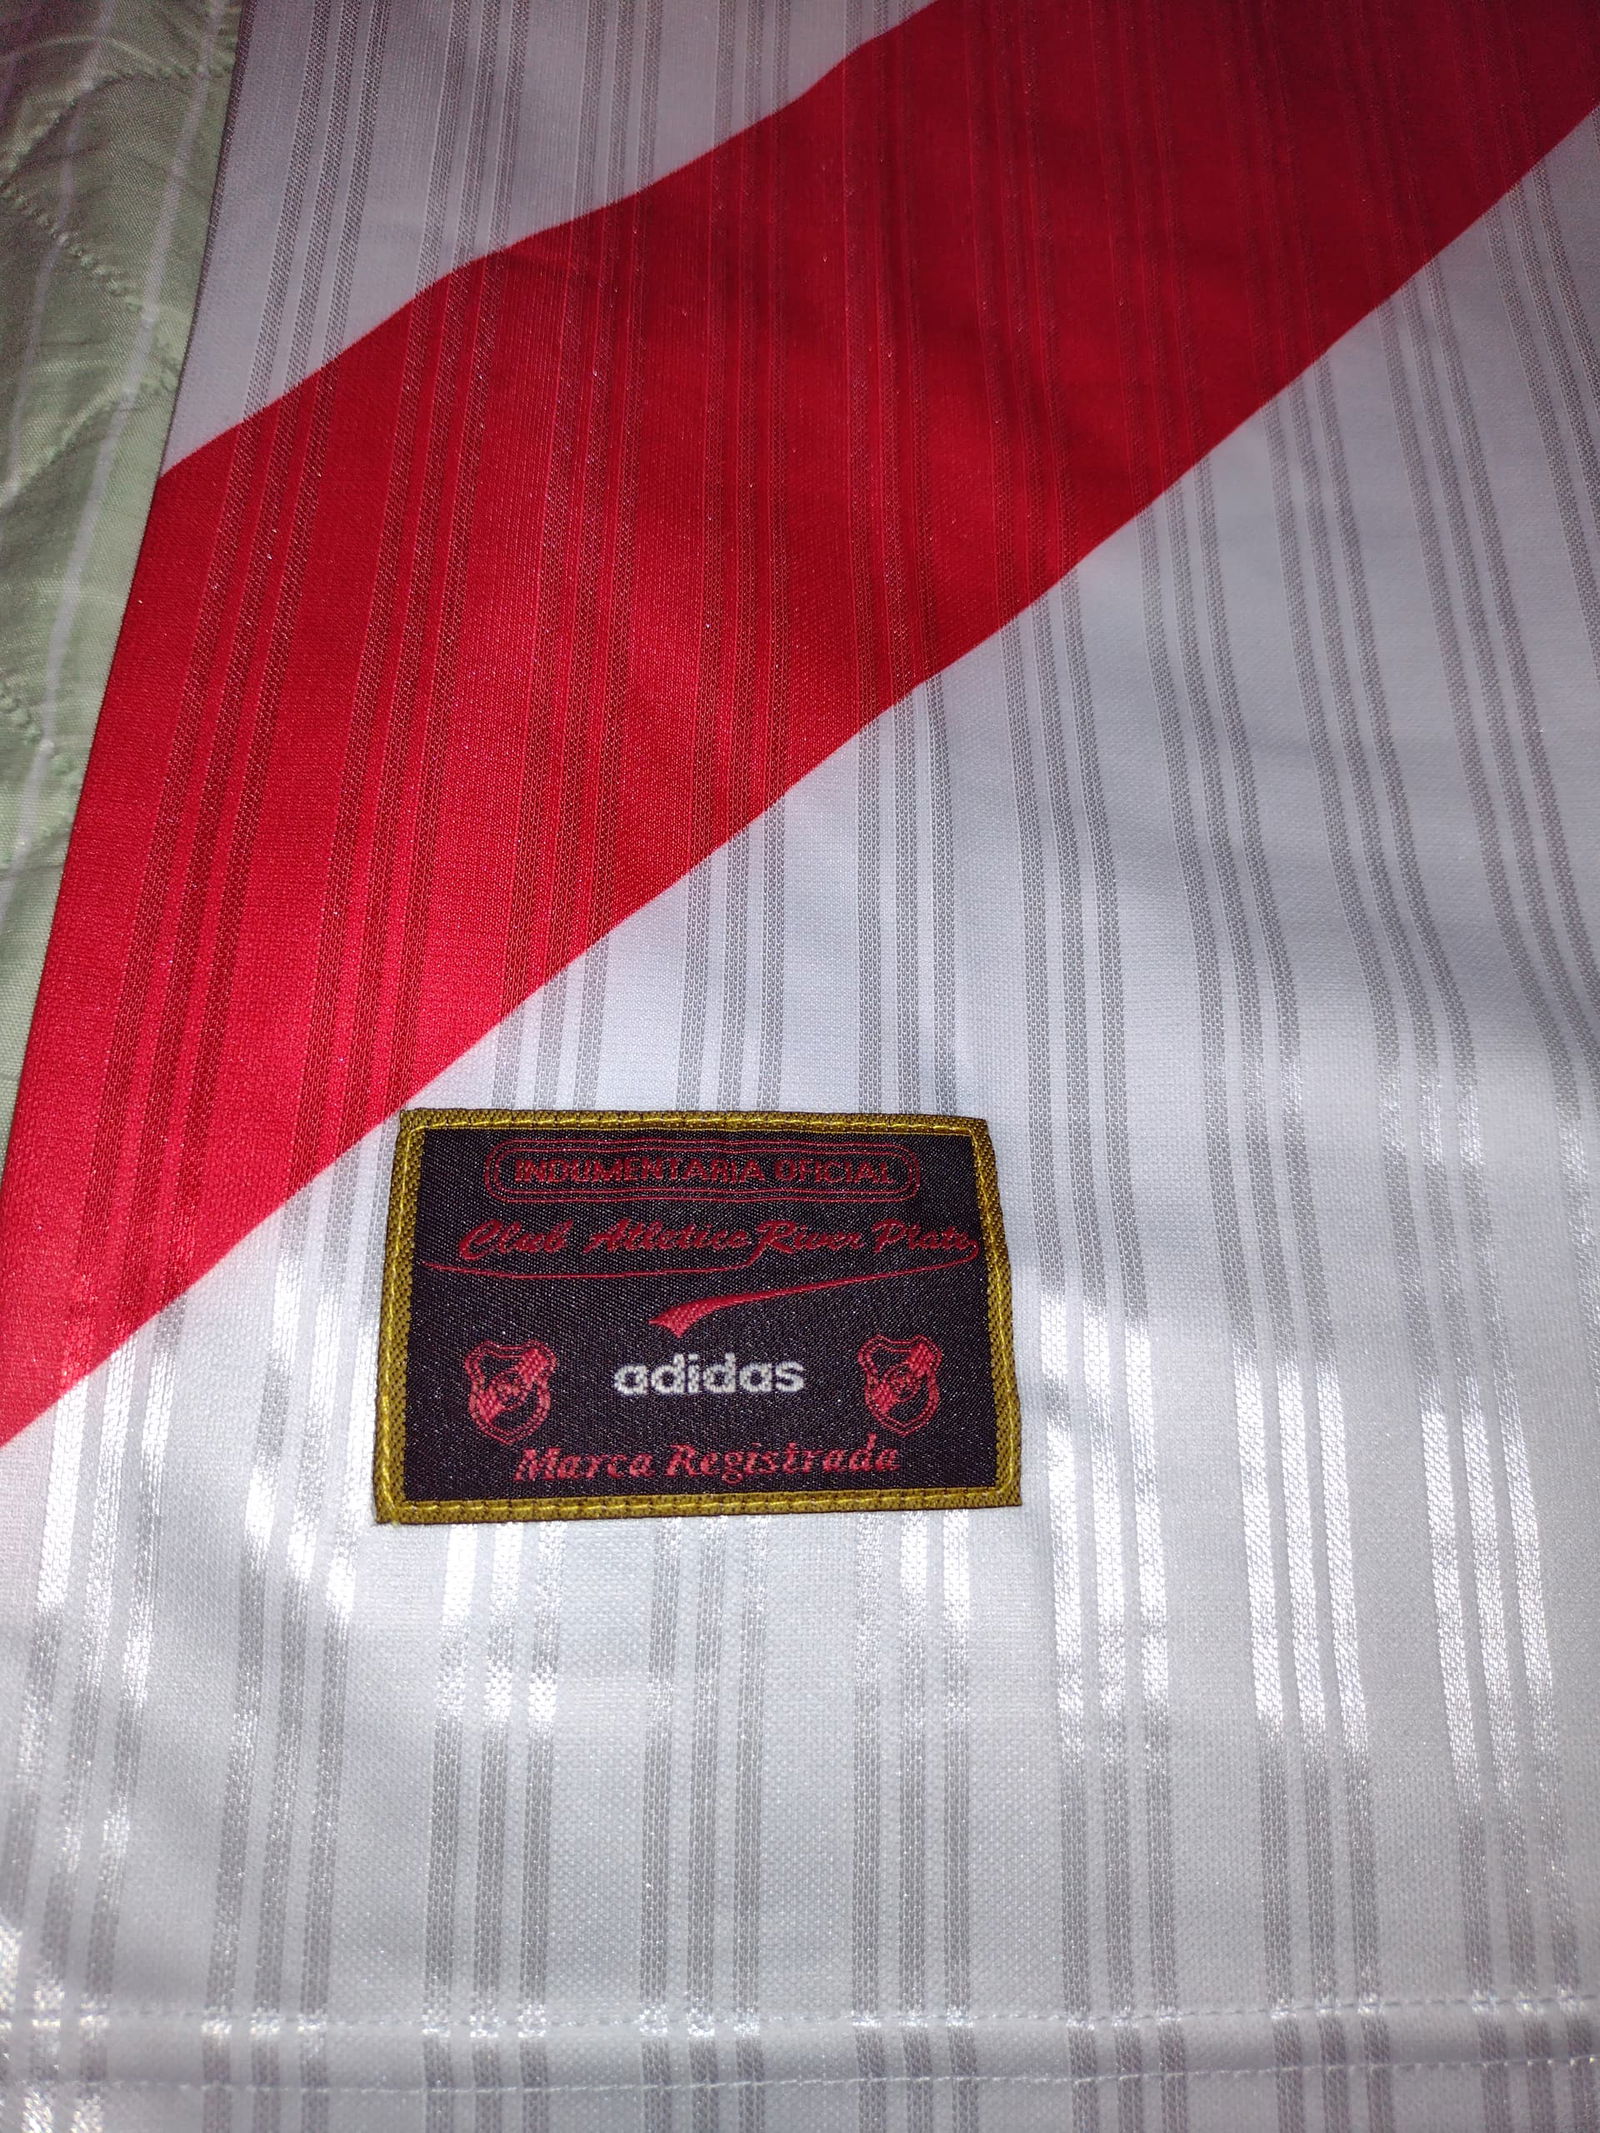 INDUMENTARIA OFICIAL
Club Atletico River Plate
adidas
Marca Registrada